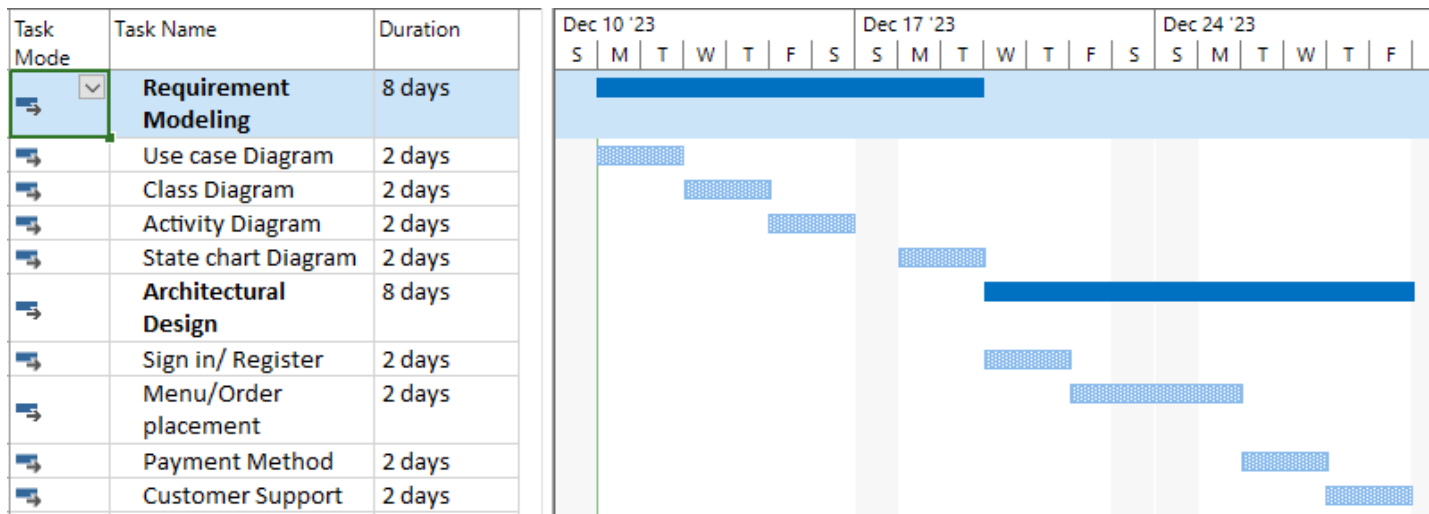 Task Mode Task Name Duration Dec 10 '23 Dec 17 '23 Dec 24 '23
S M T W T F S S M T W T F S S M T W T F
Requirement 8 days
Modeling
Use case Diagram 2 days
Class Diagram 2 days
Activity Diagram 2 days
State chart Diagram 2 days
Architectural 8 days
Design
Sign in/ Register 2 days
Menu/Order 2 days
placement
Payment Method 2 days
Customer Support 2 days